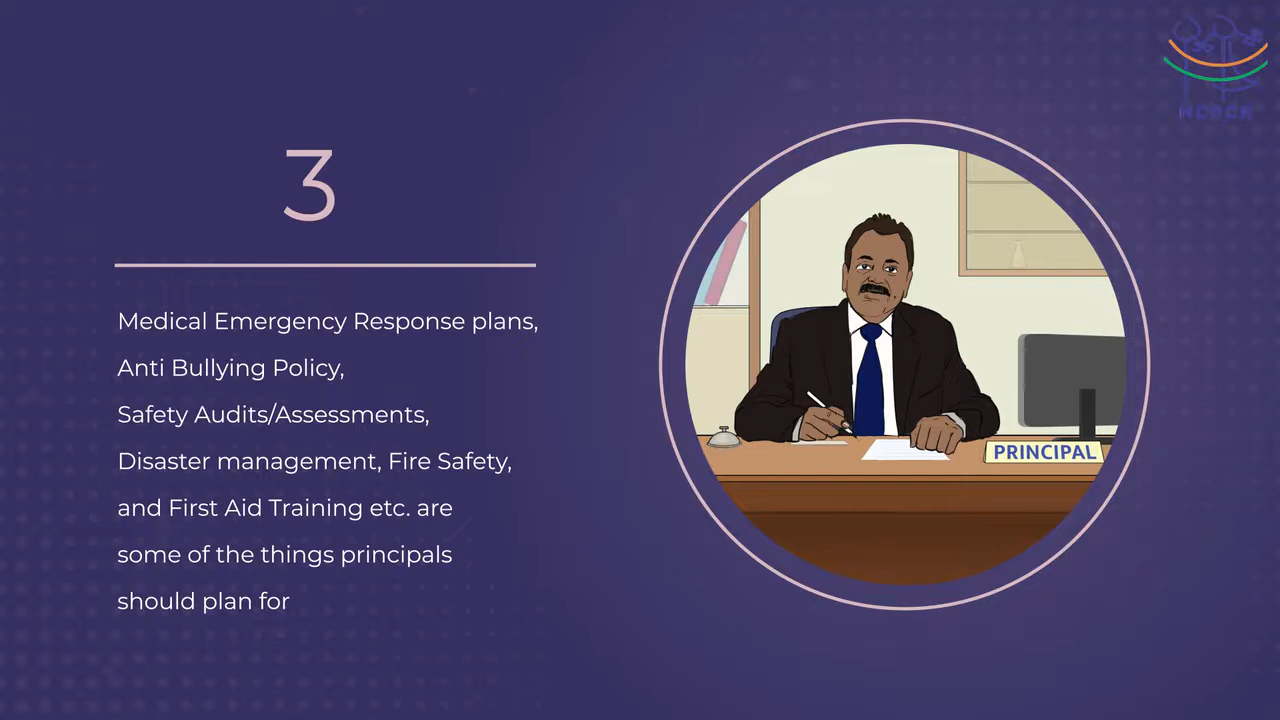 3
Medical Emergency Response plans,
Anti Bullying Policy,
Safety Audits/Assessments,
Disaster management, Fire Safety,
and First Aid Training etc. are
some of the things principals
should plan for
PRINCIPAL
NCPCR